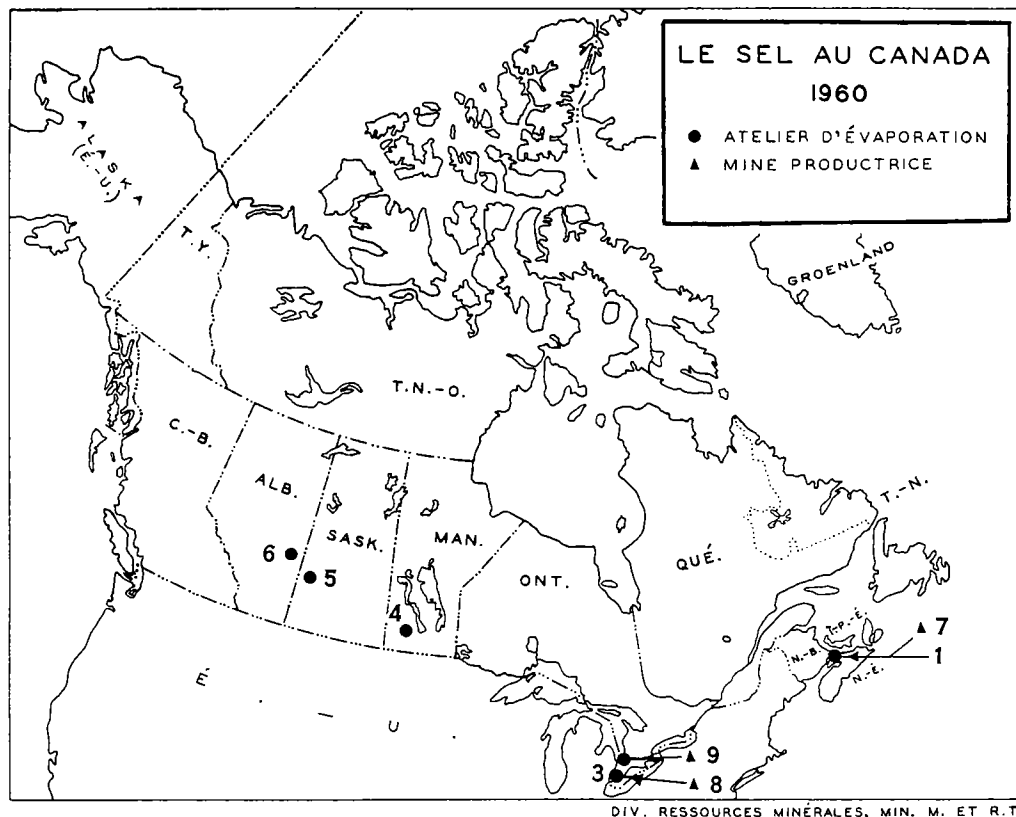 LE SEL AU CANADA
1960
● ATELIER D'ÉVAPORATION
▲ MINE PRODUCTRICE
ALASKA
(É.-U.)
T.Y.
GROENLAND
T.N.-O.
C.-B.
ALB.
SASK.
MAN.
ONT.
QUÉ.
T.-N.
6
5
4
7
Î-P.-É.
N.-B.
1
N.-É.
É.-U.
9
3
8
DIV. RESSOURCES MINÉRALES, MIN. M. ET R.T.